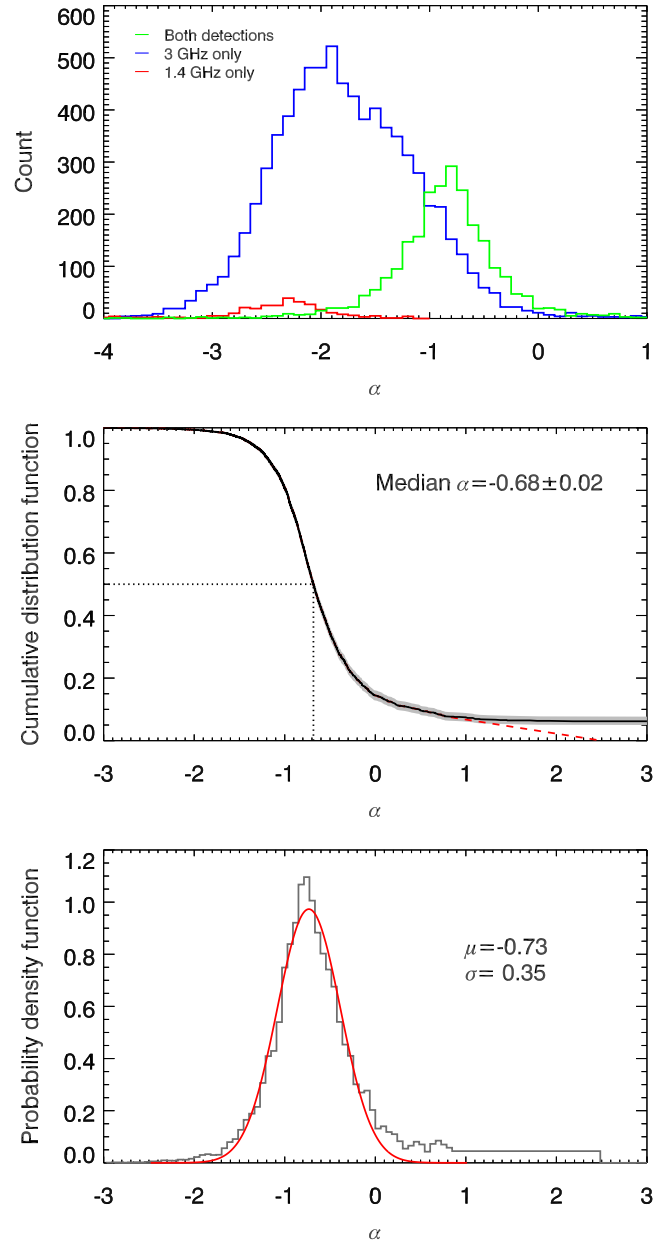 600
500
400
300
200
100
0
Count
Both detections
3 GHz only
1.4 GHz only
-4 -3 -2 -1 0 1
α
1.0
0.8
0.6
0.4
0.2
0.0
Cumulative distribution function
Median α=-0.68±0.02
-3 -2 -1 0 1 2 3
α
1.2
1.0
0.8
0.6
0.4
0.2
0.0
Probability density function
μ=-0.73
σ= 0.35
-3 -2 -1 0 1 2 3
α